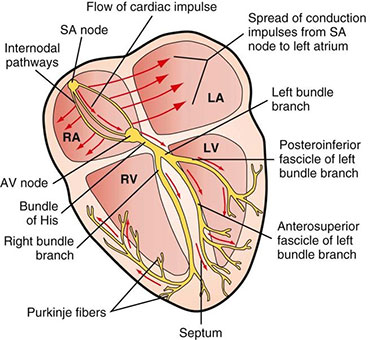 Flow of cardiac impulse
SA node
Internodal
pathways
Spread of conduction
impulses from SA
node to left atrium
LA
RA
Left bundle
branch
LV
Posteroinferior
fascicle of left
bundle branch
AV node
RV
Bundle
of His
Right bundle
branch
Anterosuperior
fascicle of left
bundle branch
Purkinje fibers
Septum